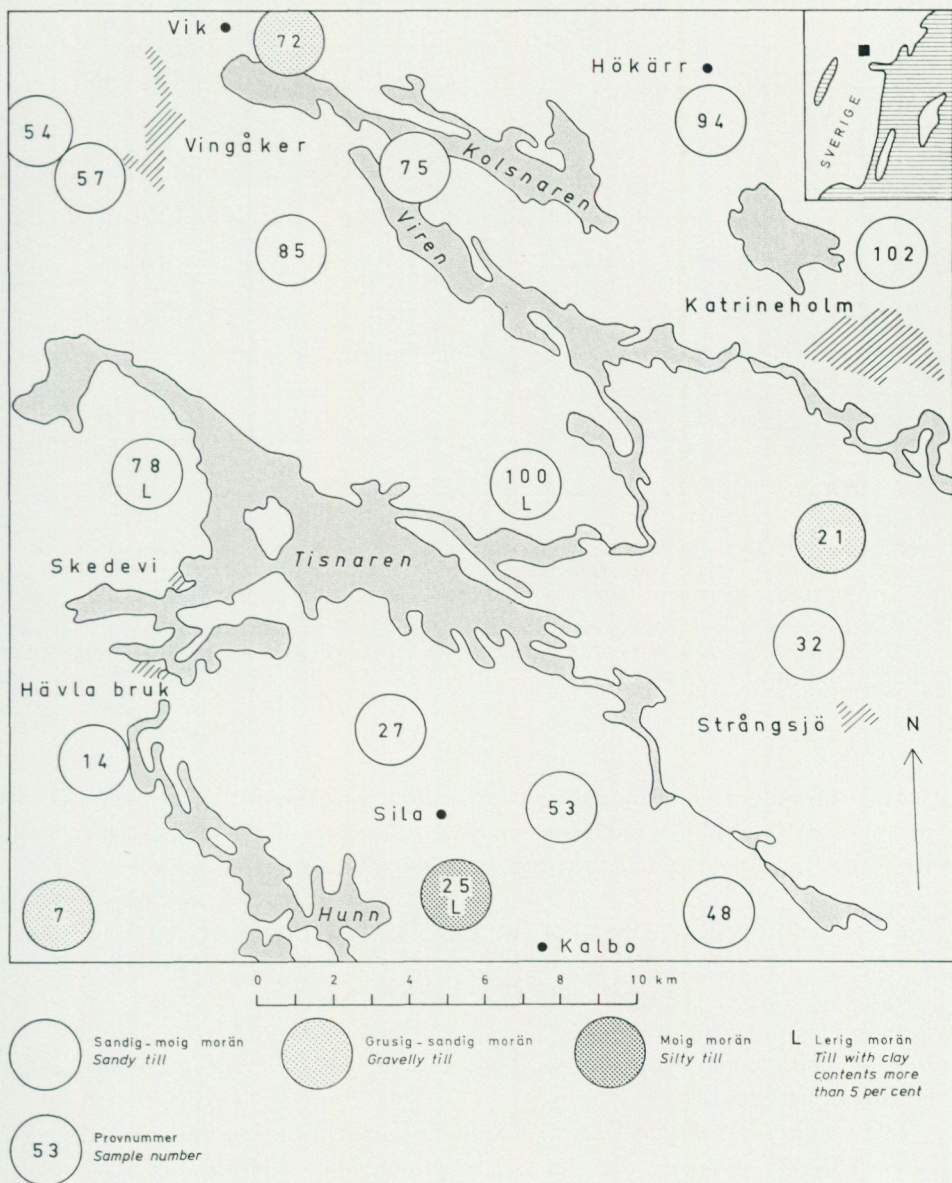 Vik
72
Hökärr
SVERIGE
54
94
Vingåker
57
75
Kolsnaren
85
Viren
102
Katrineholm
78
L
100
L
21
Skedevi
Tisnaren
32
Hävla bruk
Strångsjö
N
27
14
53
Sila
25
L
7
Hunn
48
Kalbo
0 2 4 6 8 10 km
Sandig-moig morän
Sandy till
Grusig-sandig morän
Gravelly till
Moig morän
Silty till
L Lerig morän
Till with clay
contents more
than 5 per cent
53
Provnummer
Sample number